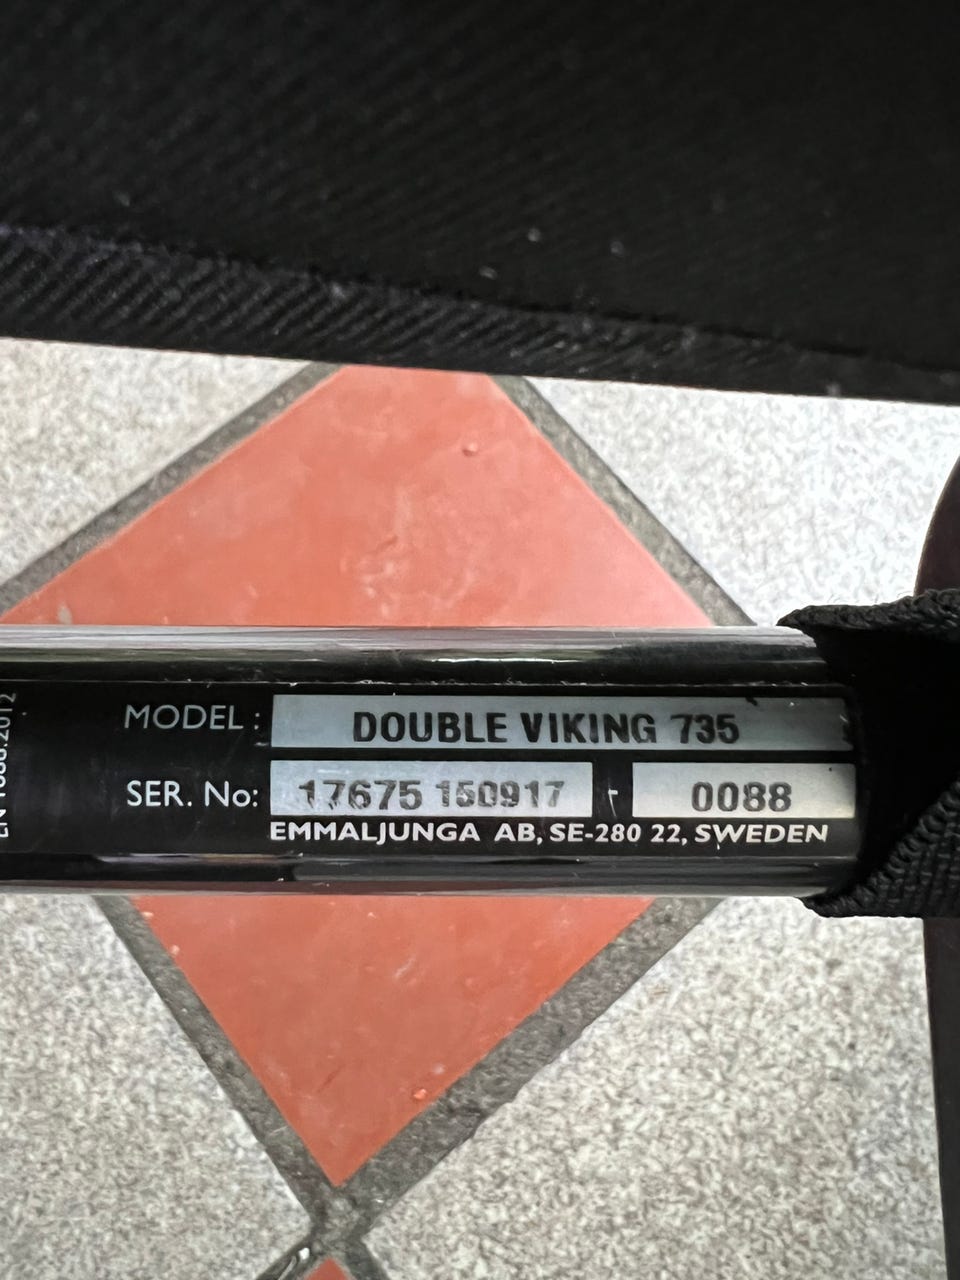 MODEL : DOUBLE VIKING 735
SER. No: 17675 150917 - 0088
EMMALJUNGA AB, SE-280 22, SWEDEN